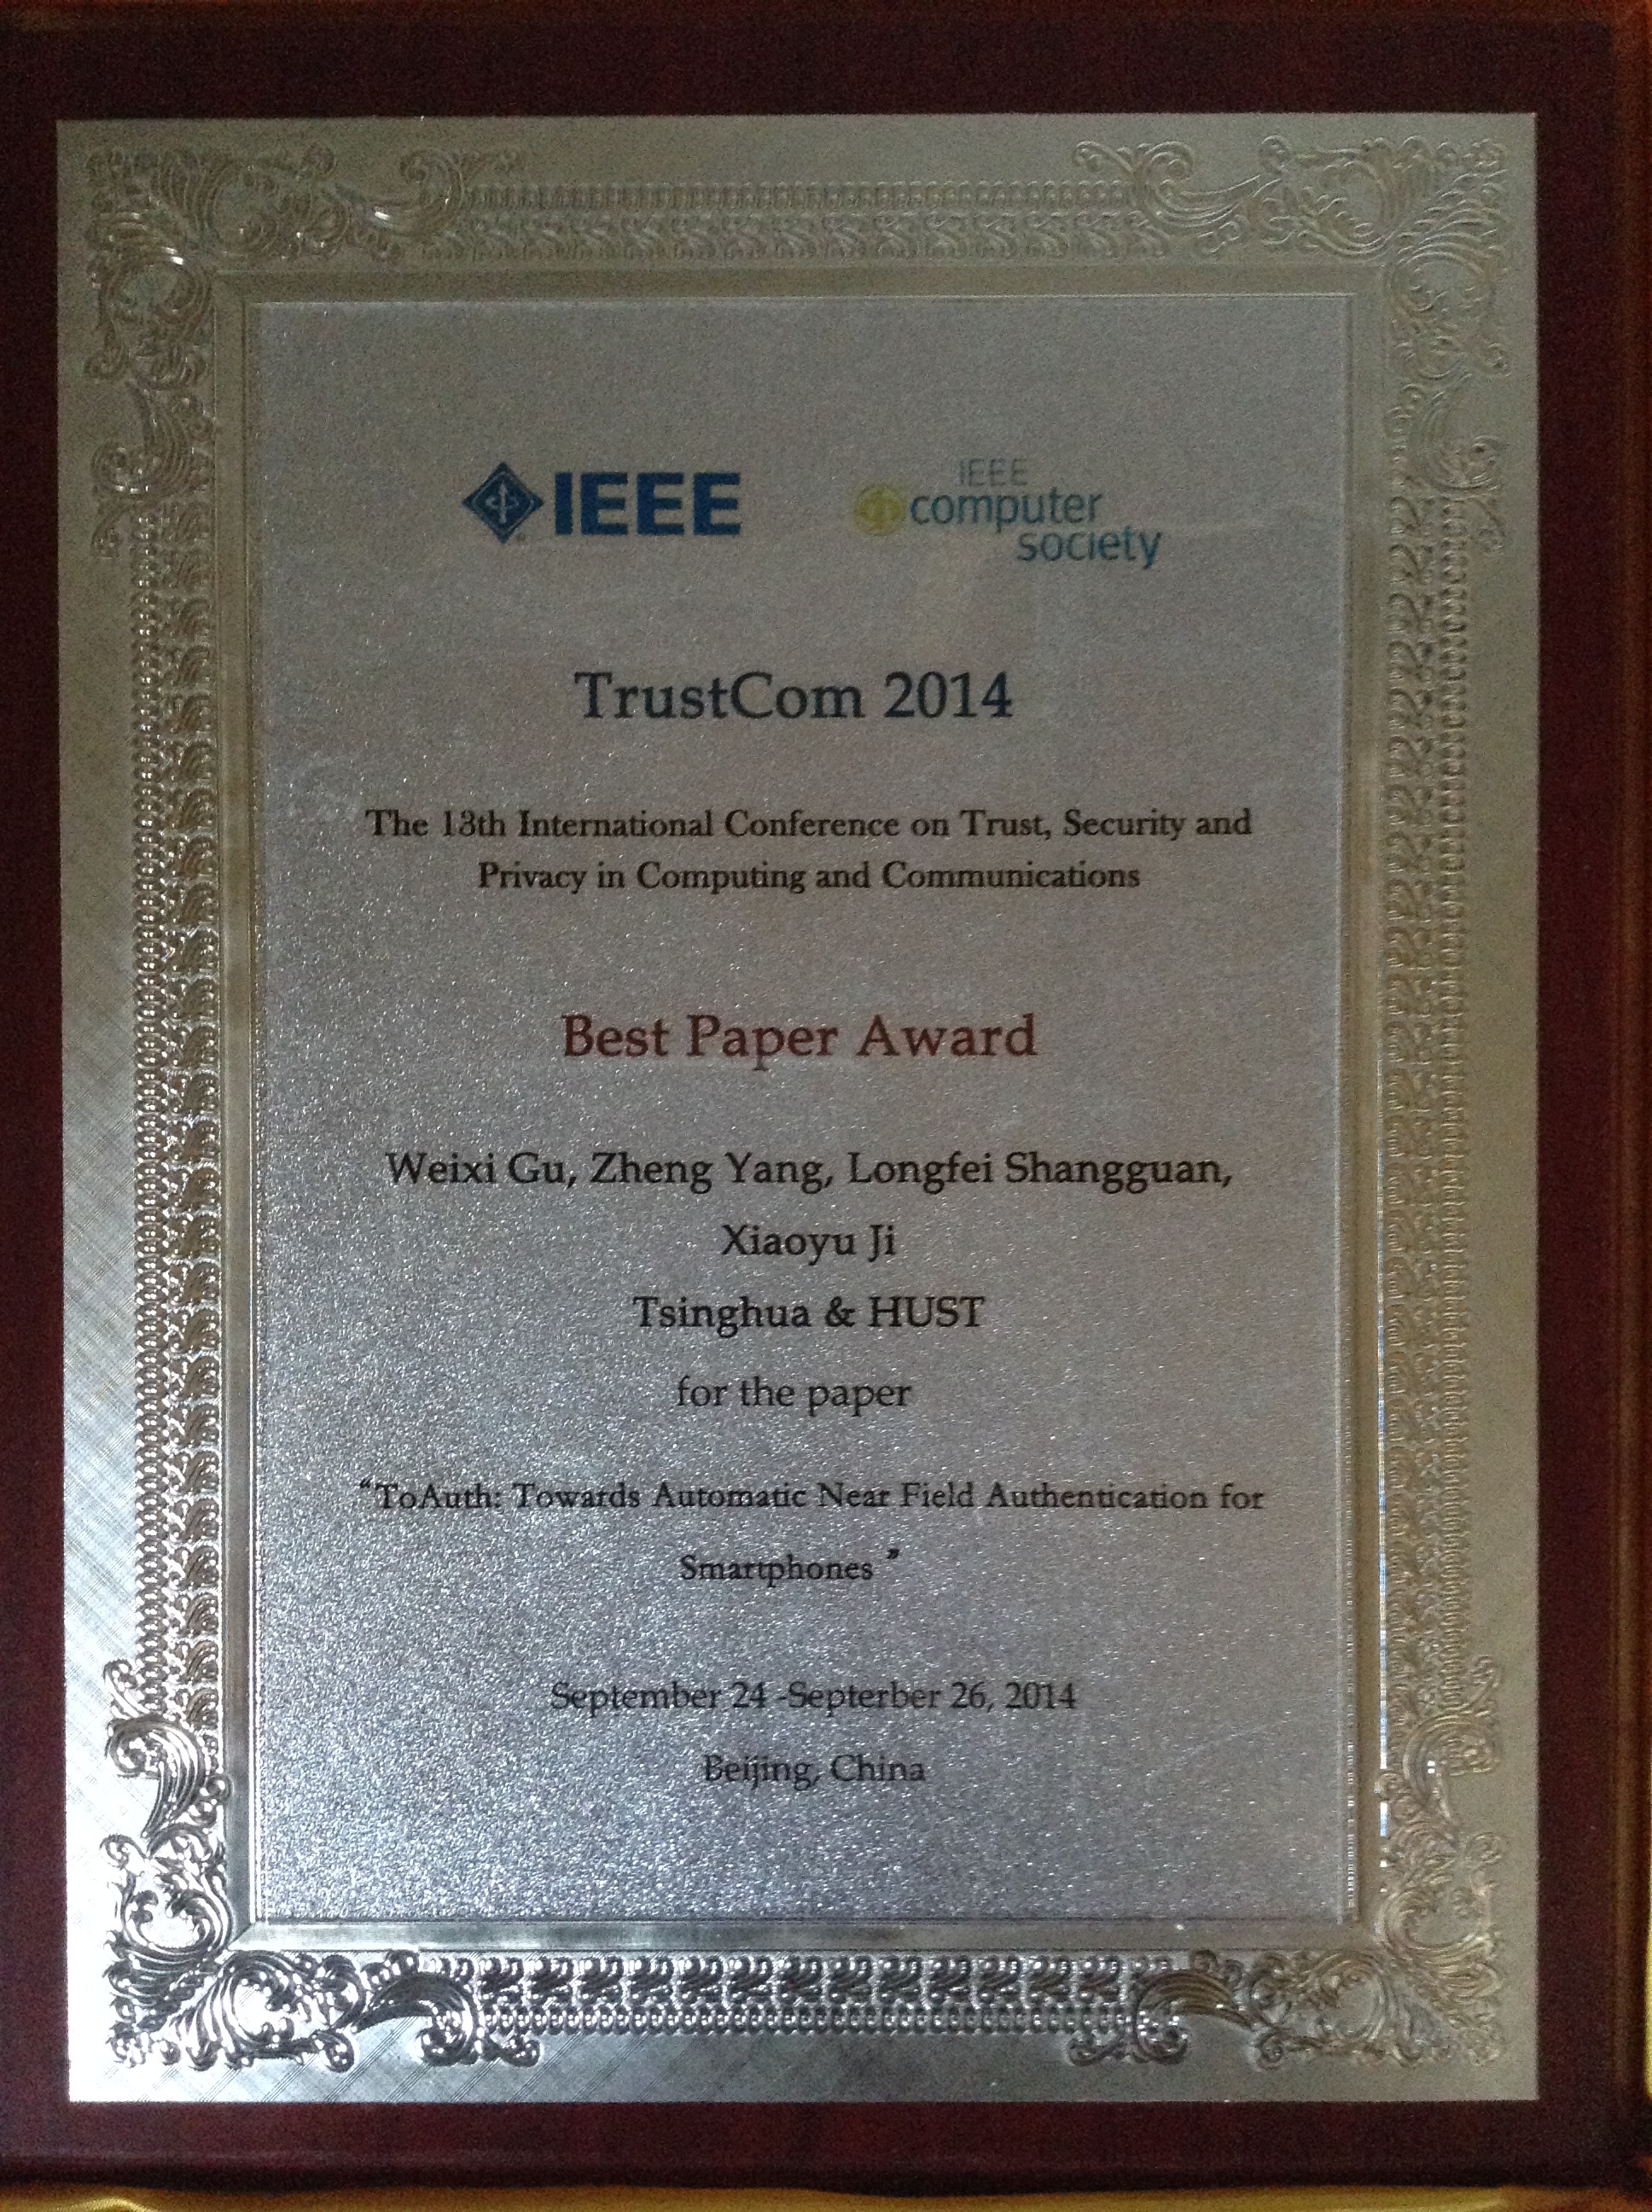 IEEE
IEEE
computer
society
TrustCom 2014
The 13th International Conference on Trust, Security and
Privacy in Computing and Communications
Best Paper Award
Weixi Gu, Zheng Yang, Longfei Shangguan,
Xiaoyu Ji
Tsinghua & HUST
for the paper
“ToAuth: Towards Automatic Near Field Authentication for
Smartphones ”
September 24 -Septerber 26, 2014
Beijing, China